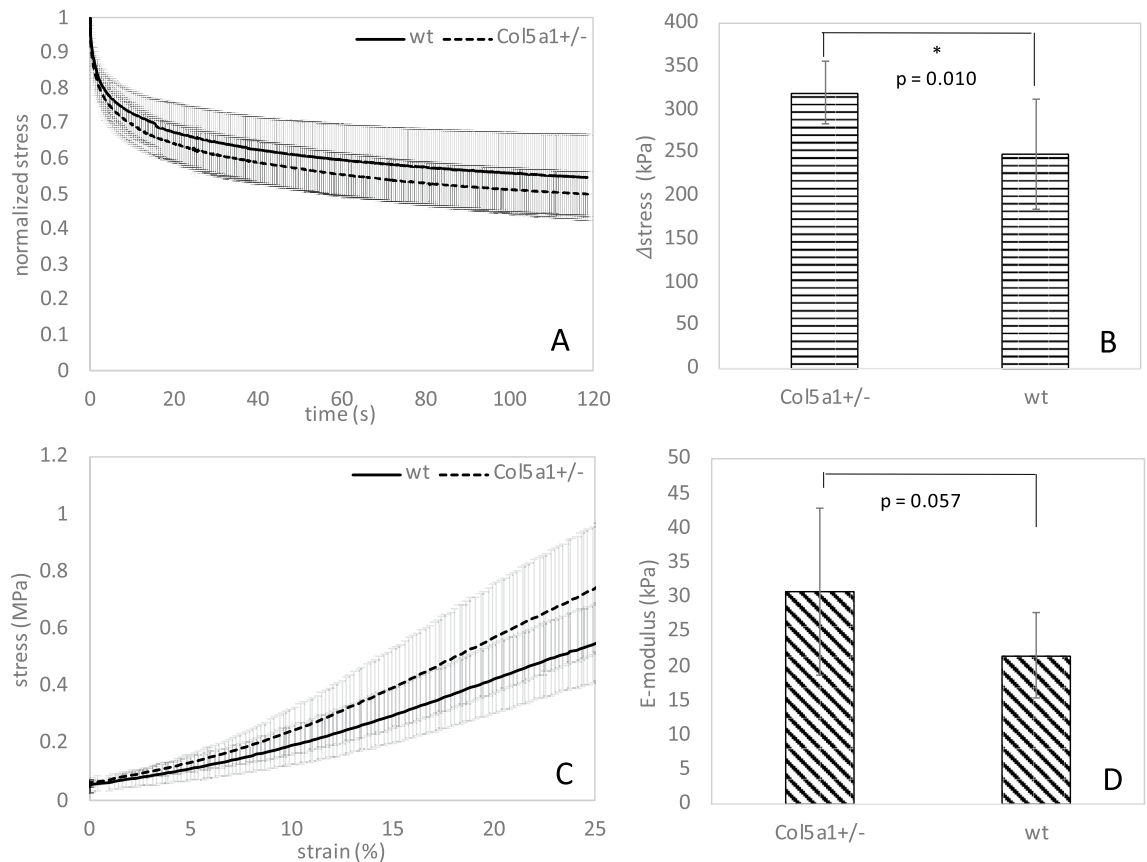 wt Col5a1+/-
1
0.9
0.8
0.7
0.6
0.5
0.4
0.3
0.2
0.1
0
normalized stress
0 20 40 60 80 100 120
time (s)
A
400
350
300
250
200
150
100
50
0
Δstress (kPa)
*
p = 0.010
Col5a1+/- wt
B
wt Col5a1+/-
1.2
1
0.8
0.6
0.4
0.2
0
stress (MPa)
0 5 10 15 20 25
strain (%)
C
50
45
40
35
30
25
20
15
10
5
0
E-modulus (kPa)
p = 0.057
Col5a1+/- wt
D